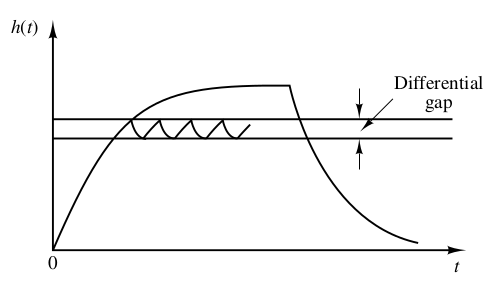 h(t)
Differential
gap
0
t